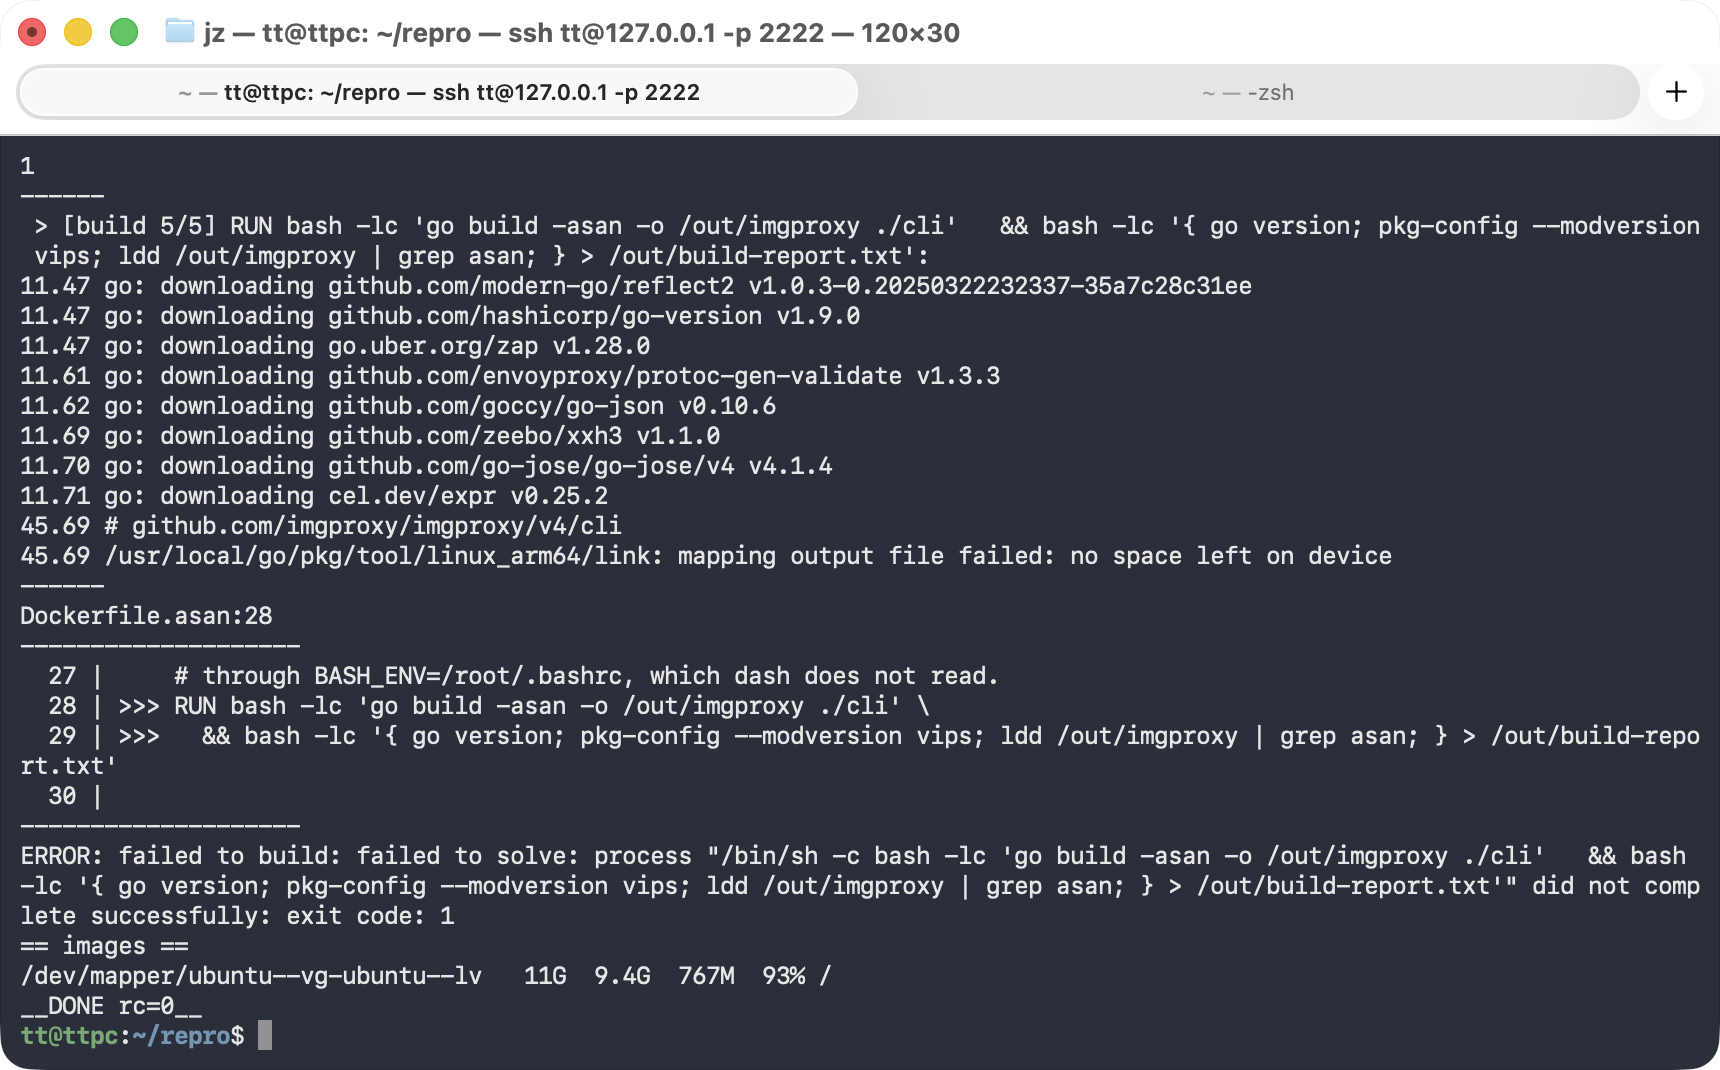 jz — tt@ttpc: ~/repro — ssh tt@127.0.0.1 -p 2222 — 120×30
~ — tt@ttpc: ~/repro — ssh tt@127.0.0.1 -p 2222
~ — -zsh
+
1
------
 > [build 5/5] RUN bash -lc 'go build -asan -o /out/imgproxy ./cli'   && bash -lc '{ go version; pkg-config --modversion
 vips; ldd /out/imgproxy | grep asan; } > /out/build-report.txt':
11.47 go: downloading github.com/modern-go/reflect2 v1.0.3-0.20250322232337-35a7c28c31ee
11.47 go: downloading github.com/hashicorp/go-version v1.9.0
11.47 go: downloading go.uber.org/zap v1.28.0
11.61 go: downloading github.com/envoyproxy/protoc-gen-validate v1.3.3
11.62 go: downloading github.com/goccy/go-json v0.10.6
11.69 go: downloading github.com/zeebo/xxh3 v1.1.0
11.70 go: downloading github.com/go-jose/go-jose/v4 v4.1.4
11.71 go: downloading cel.dev/expr v0.25.2
45.69 # github.com/imgproxy/imgproxy/v4/cli
45.69 /usr/local/go/pkg/tool/linux_arm64/link: mapping output file failed: no space left on device
------
Dockerfile.asan:28
--------------------
  27 |     # through BASH_ENV=/root/.bashrc, which dash does not read.
  28 | >>> RUN bash -lc 'go build -asan -o /out/imgproxy ./cli' \
  29 | >>>   && bash -lc '{ go version; pkg-config --modversion vips; ldd /out/imgproxy | grep asan; } > /out/build-repo
rt.txt'
  30 |
--------------------
ERROR: failed to build: failed to solve: process "/bin/sh -c bash -lc 'go build -asan -o /out/imgproxy ./cli'   && bash
-lc '{ go version; pkg-config --modversion vips; ldd /out/imgproxy | grep asan; } > /out/build-report.txt'" did not comp
lete successfully: exit code: 1
== images ==
/dev/mapper/ubuntu--vg-ubuntu--lv   11G  9.4G  767M  93% /
__DONE rc=0__
tt@ttpc:~/repro$